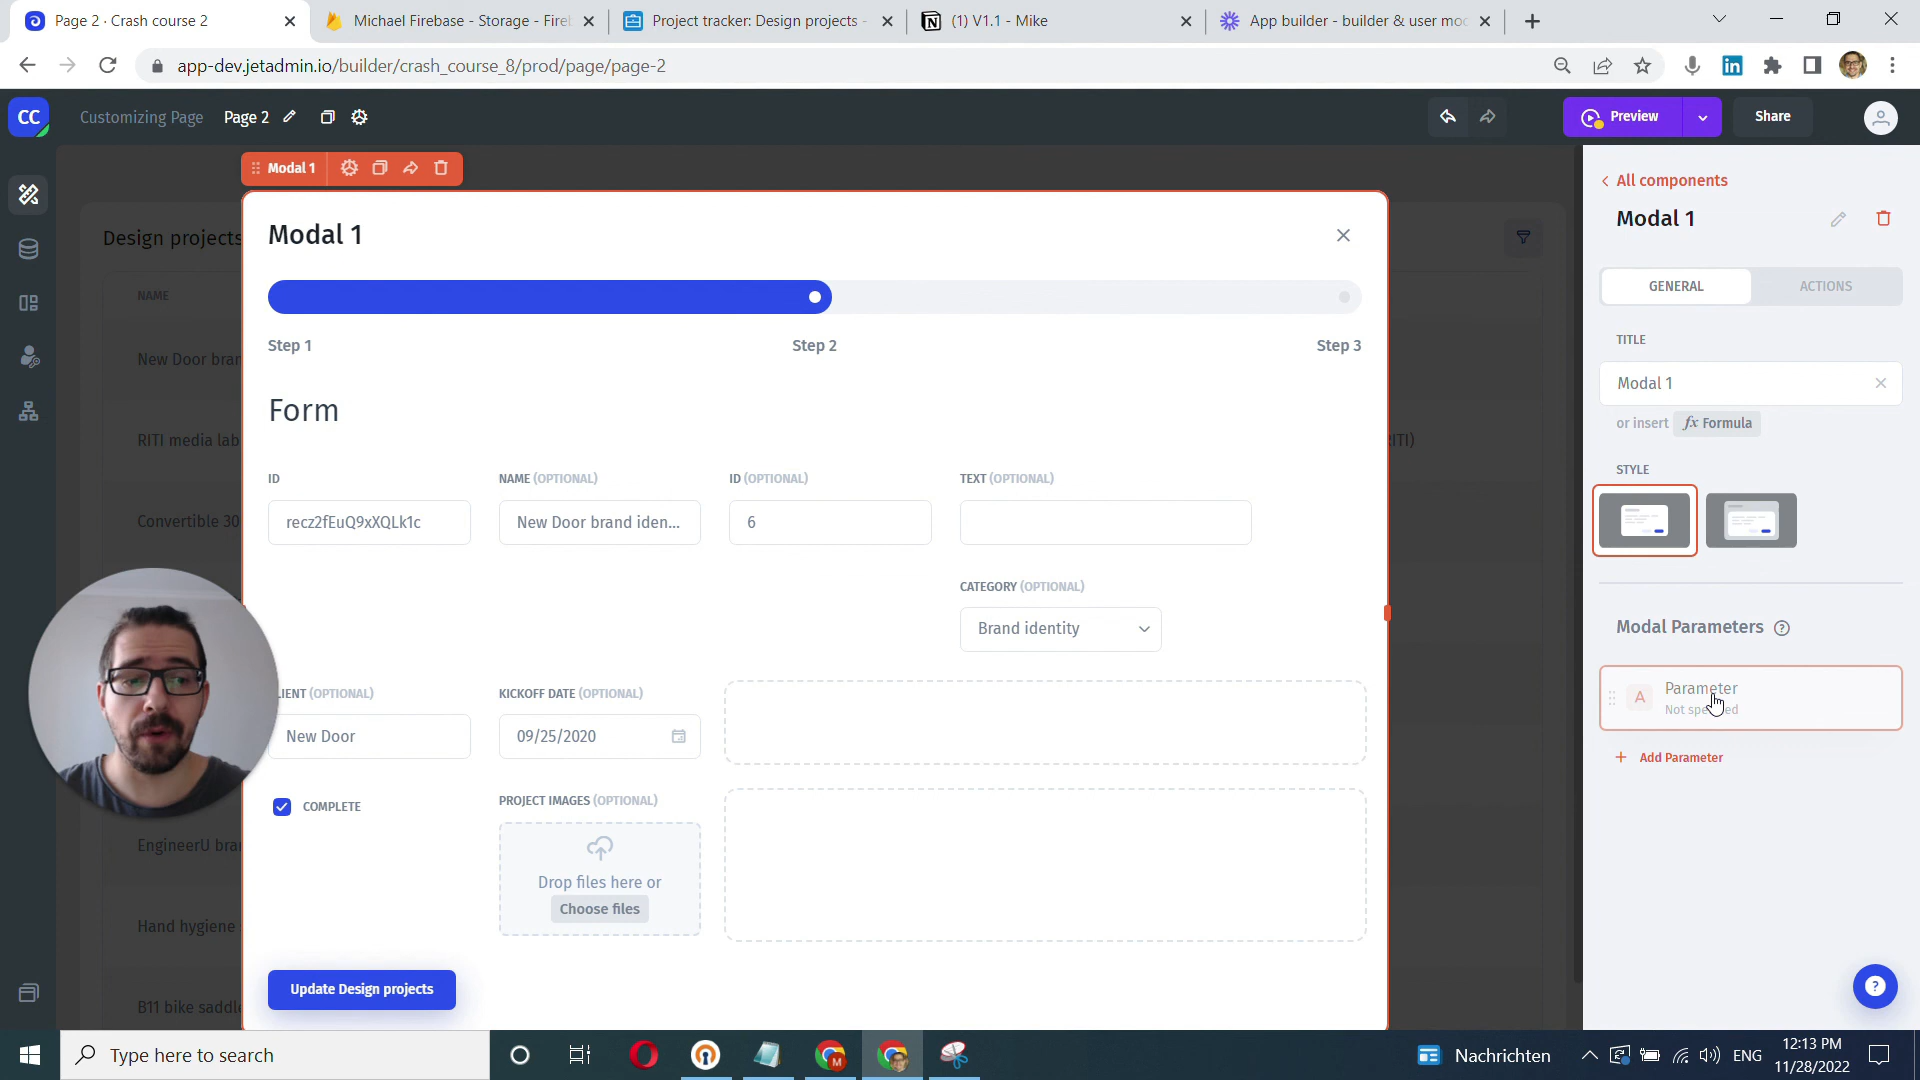 Page 2 · Crash course 2
Michael Firebase - Storage - Fire
Project tracker: Design projects -
(1) V1.1 - Mike
App builder - builder & user mo
app-dev.jetadmin.io/builder/crash_course_8/prod/page/page-2
CC
Customizing Page
Page 2
Preview
Share
Modal 1
All components
Modal 1
Design projects
Modal 1
GENERAL
ACTIONS
NAME
TITLE
Step 1
Step 2
Step 3
New Door bran
Modal 1
Form
or insert
fx Formula
RITI media lab
RITI)
STYLE
ID
NAME (OPTIONAL)
ID (OPTIONAL)
TEXT (OPTIONAL)
Convertible 30
recz2fEuQ9xXQLk1c
New Door brand iden...
6
CATEGORY (OPTIONAL)
Brand identity
Modal Parameters
IENT (OPTIONAL)
KICKOFF DATE (OPTIONAL)
A
Parameter
Not
New Door
09/25/2020
Add Parameter
COMPLETE
PROJECT IMAGES (OPTIONAL)
EngineerU bra
Drop files here or
Choose files
Hand hygiene
Update Design projects
B11 bike saddle
Type here to search
Nachrichten
ENG
12:13 PM
11/28/2022